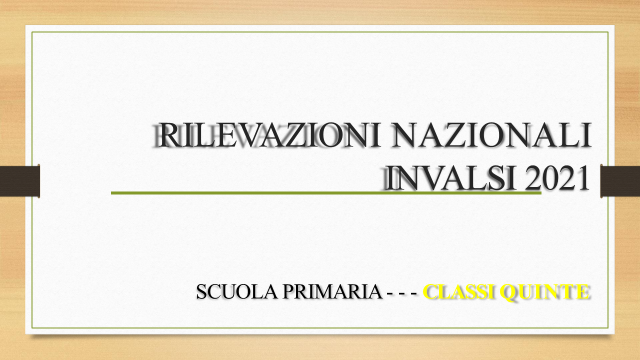 RILEVAZIONI NAZIONALI
INVALSI 2021
SCUOLA PRIMARIA - - - CLASSI QUINTE